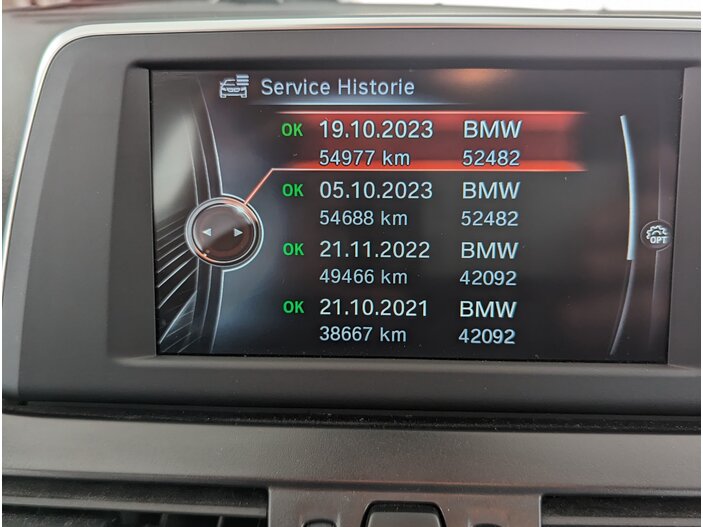 Service Historie
OK 19.10.2023 BMW
54977 km 52482
OK 05.10.2023 BMW
54688 km 52482
OPT
OK 21.11.2022 BMW
49466 km 42092
OK 21.10.2021 BMW
38667 km 42092